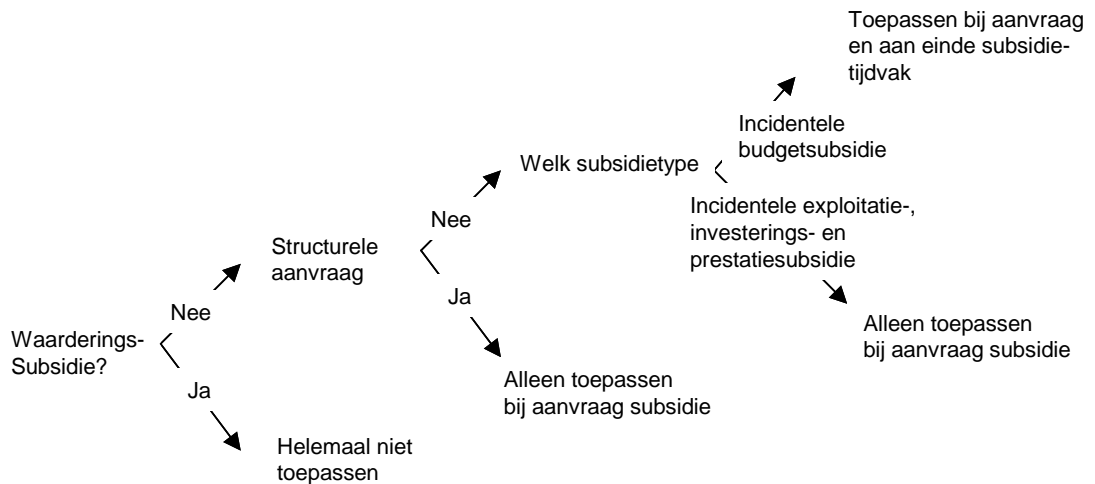 Toepassen bij aanvraag
en aan einde subsidie-
tijdvak
Incidentele
budgetsubsidie
Welk subsidietype
Incidentele exploitatie-,
investerings- en
prestatiesubsidie
Nee
Structurele
aanvraag
Ja
Nee
Alleen toepassen
bij aanvraag subsidie
Waarderings-
Subsidie?
Alleen toepassen
bij aanvraag subsidie
Ja
Helemaal niet
toepassen